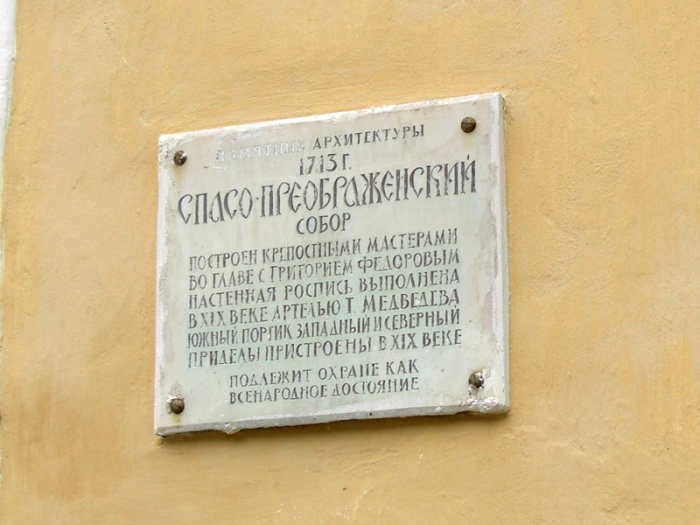 ПАМЯТНИК АРХИТЕКТУРЫ
1713 Г.
СПАСО-ПРЕОБРАЖЕНСКИЙ
СОБОР
ПОСТРОЕН КРЕПОСТНЫМИ МАСТЕРАМИ
ВО ГЛАВЕ С ГРИГОРИЕМ ФЕДОРОВЫМ
НАСТЕННАЯ РОСПИСЬ ВЫПОЛНЕНА
В XIX ВЕКЕ АРТЕЛЬЮ Т. МЕДВЕДЕВА
ЮЖНЫЙ ПОРТИК ЗАПАДНЫЙ И СЕВЕРНЫЙ
ПРИДЕЛЫ ПРИСТРОЕНЫ В XIX ВЕКЕ
ПОДЛЕЖИТ ОХРАНЕ КАК
ВСЕНАРОДНОЕ ДОСТОЯНИЕ